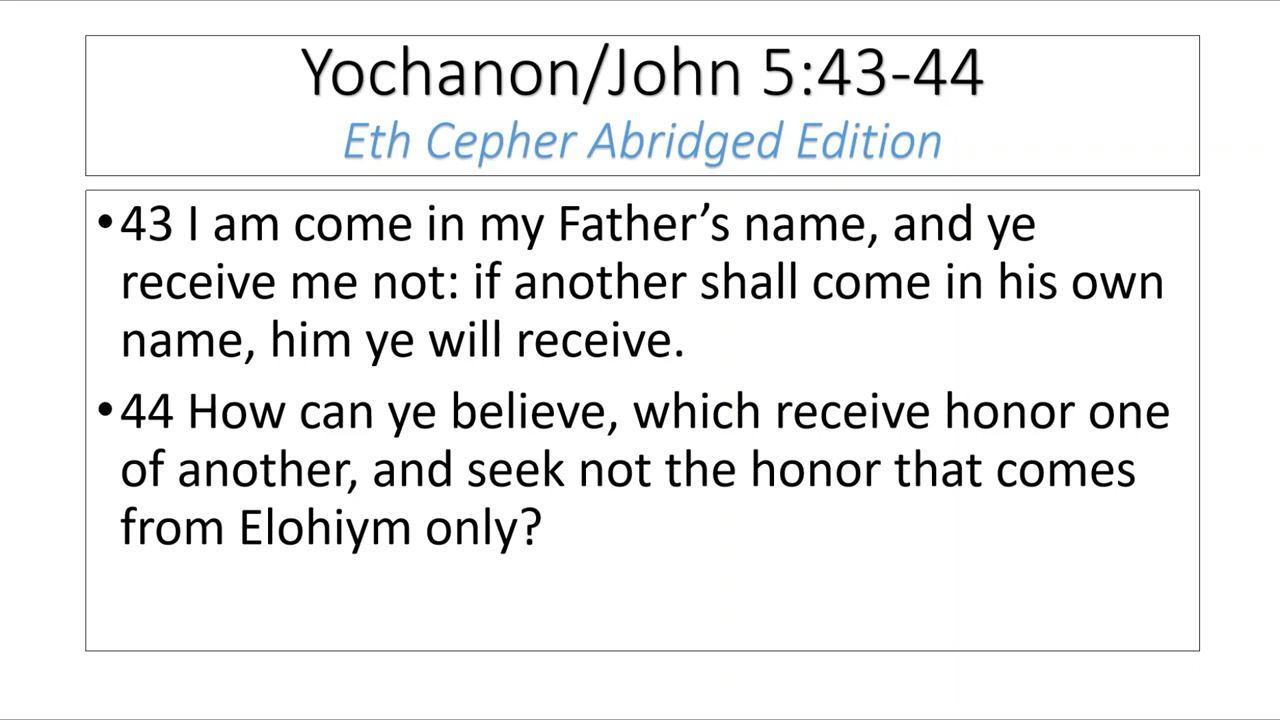 Yochanon/John 5:43-44
Eth Cepher Abridged Edition
•43 I am come in my Father’s name, and ye
receive me not: if another shall come in his own
name, him ye will receive.
•44 How can ye believe, which receive honor one
of another, and seek not the honor that comes
from Elohiym only?